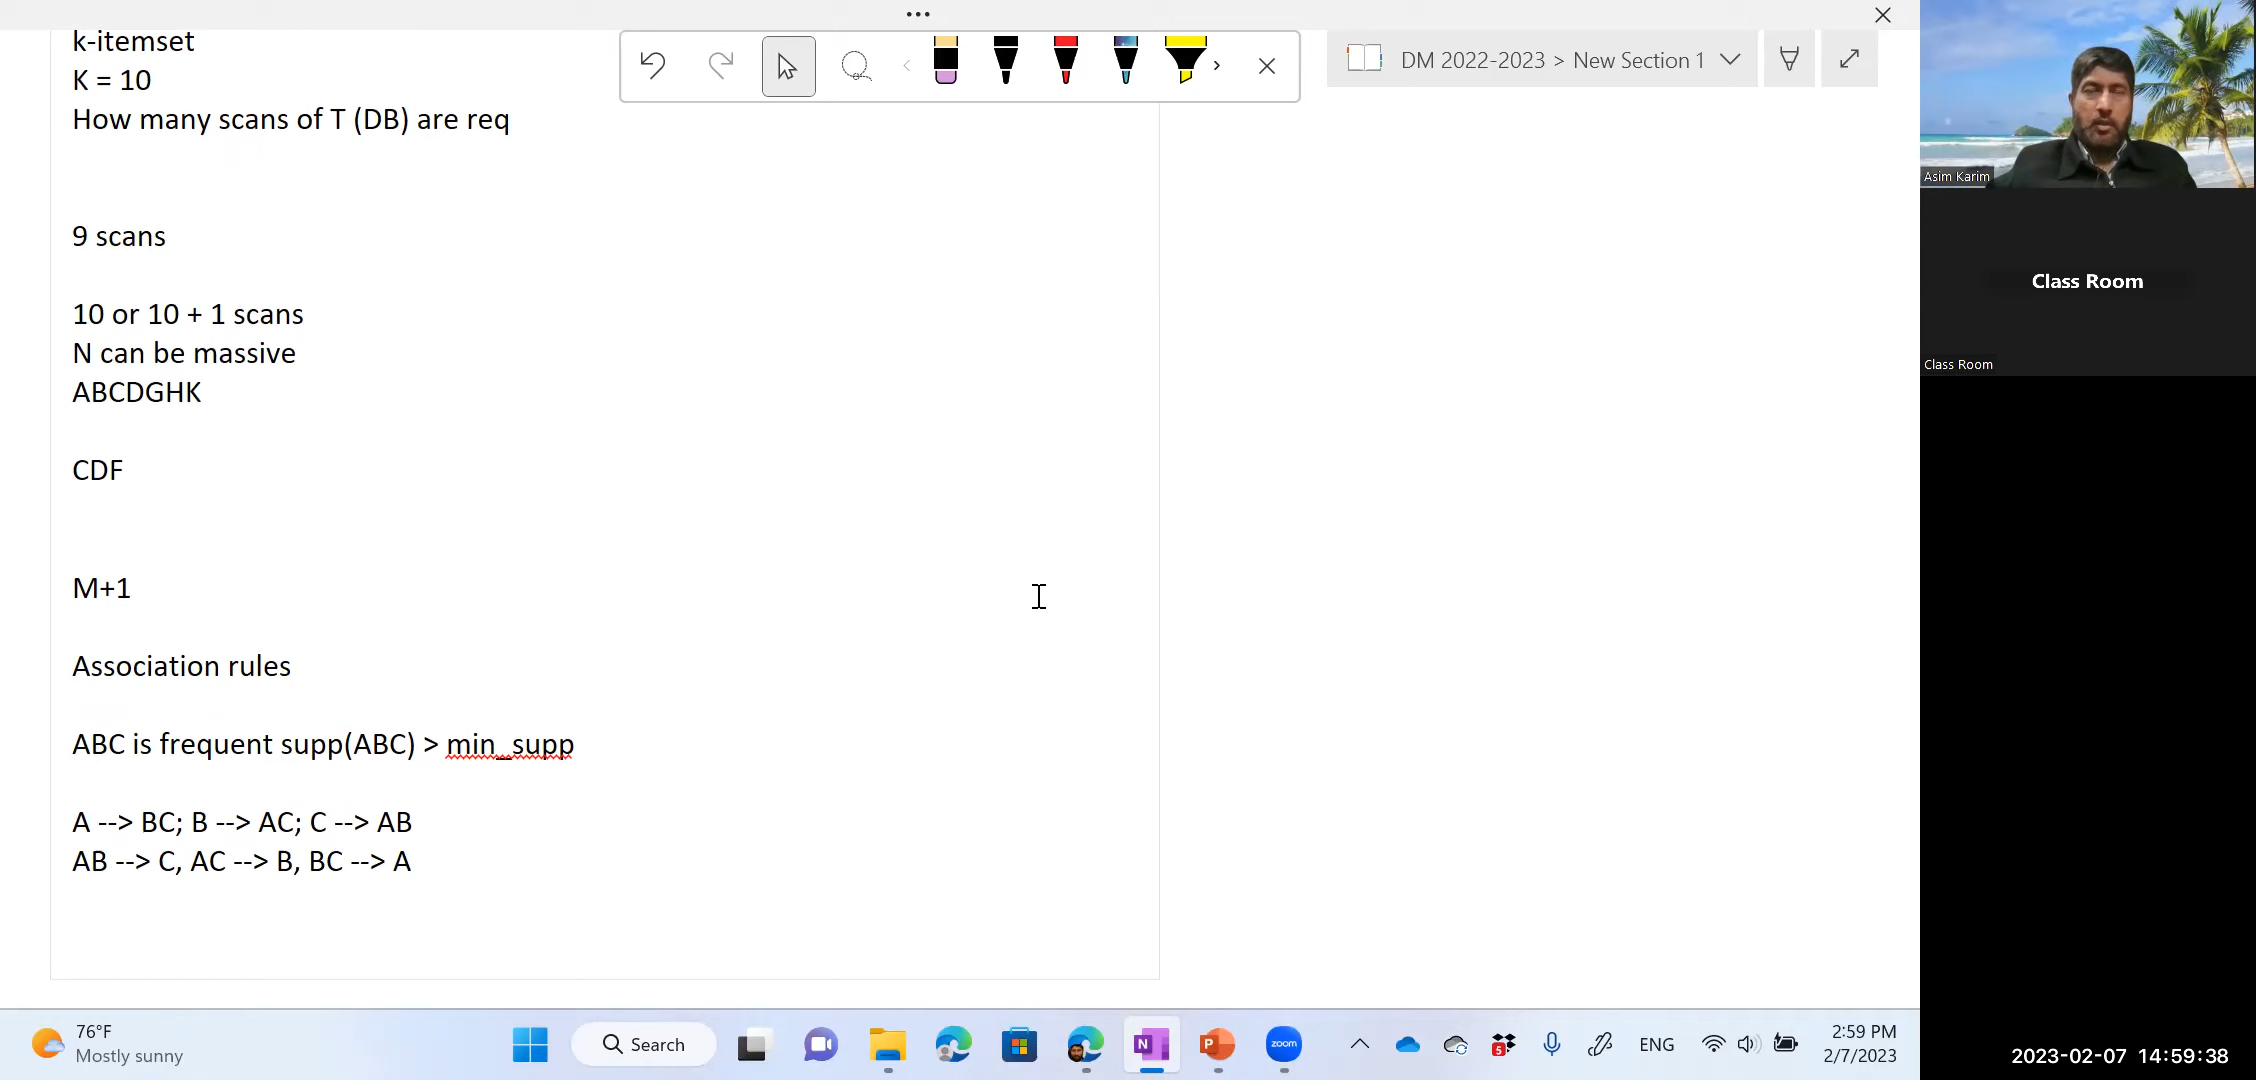 k-itemset
K = 10
How many scans of T (DB) are req
9 scans
10 or 10 + 1 scans
N can be massive
ABCDGHK
CDF
M+1
Association rules
ABC is frequent supp(ABC) > min_supp
A --> BC; B --> AC; C --> AB
AB --> C, AC --> B, BC --> A
DM 2022-2023 > New Section 1
Asim Karim
Class Room
Class Room
76°F
Mostly sunny
Search
N
P
zoom
5
ENG
2:59 PM
2/7/2023
2023-02-07 14:59:38